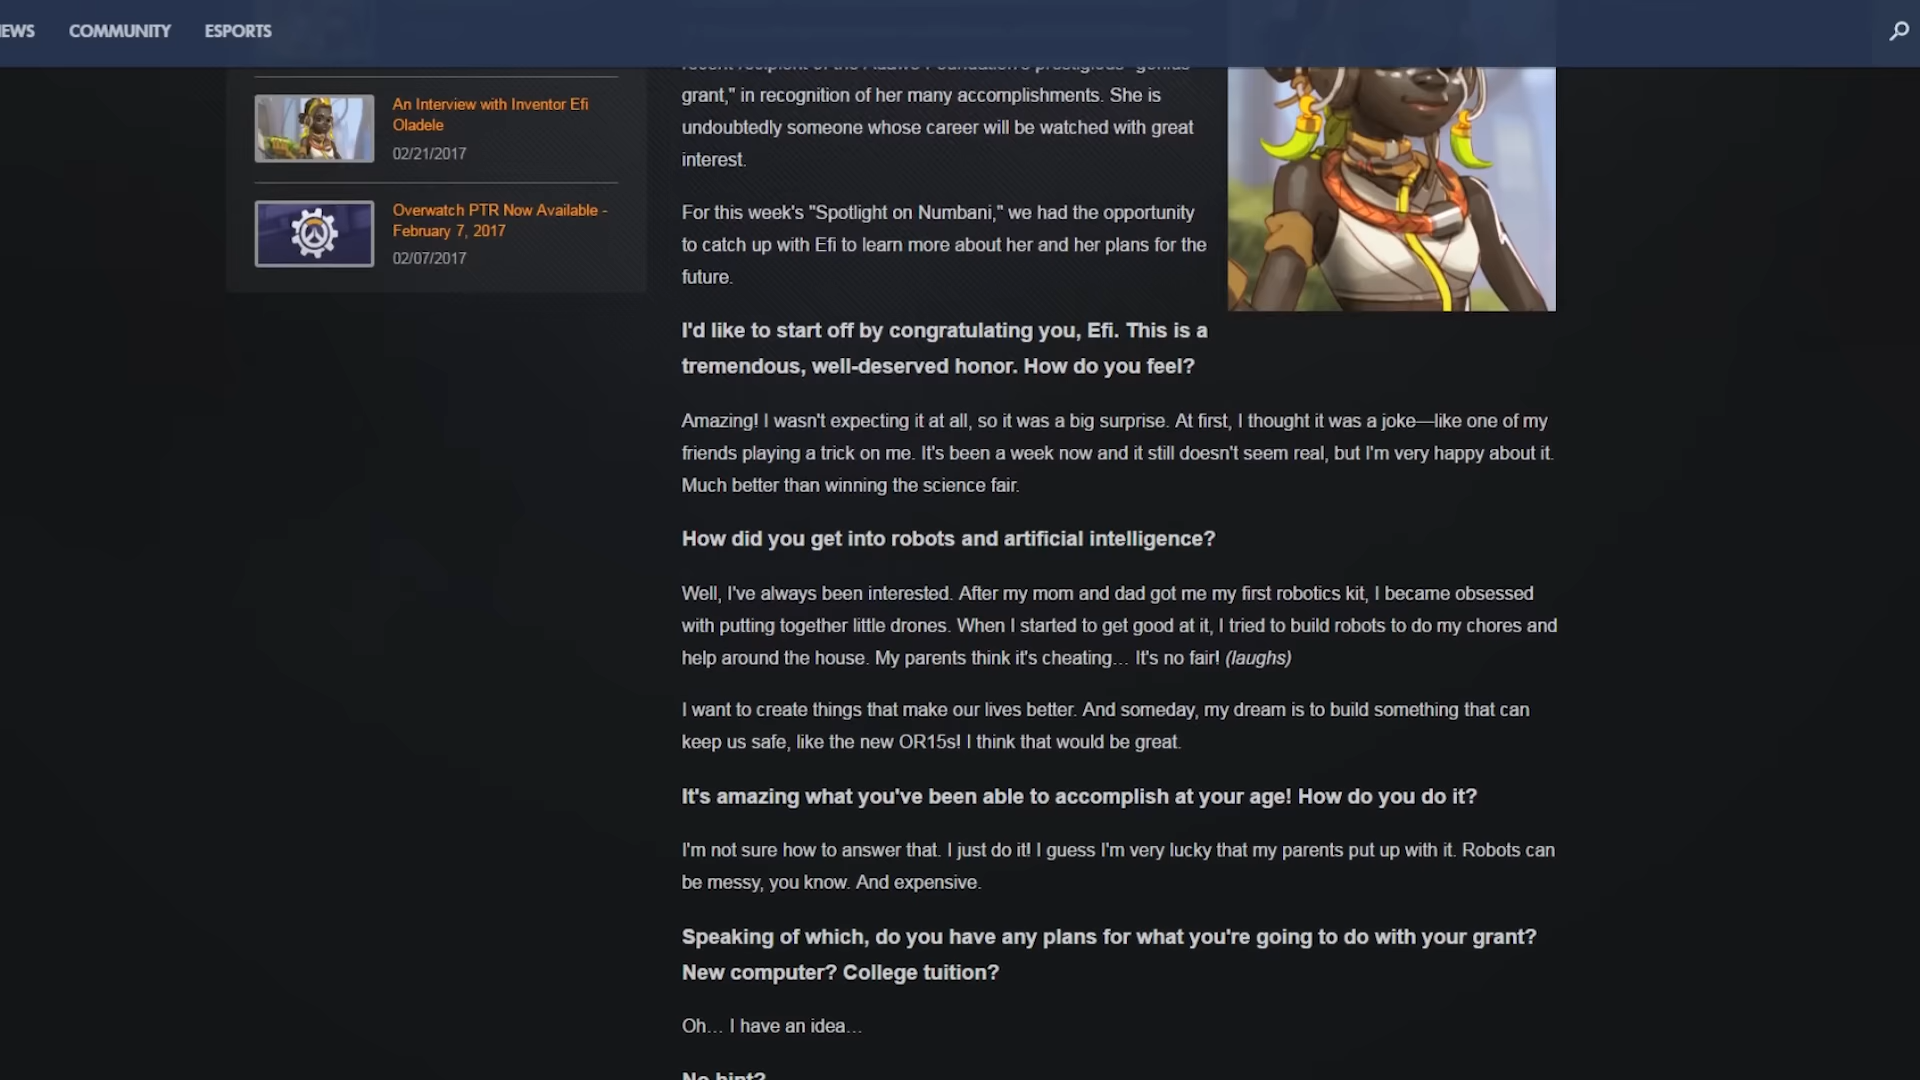 EWS
COMMUNITY
ESPORTS
An Interview with Inventor Efi
Oladele
02/21/2017
Overwatch PTR Now Available -
February 7, 2017
02/07/2017
grant," in recognition of her many accomplishments. She is
undoubtedly someone whose career will be watched with great
interest.
For this week's "Spotlight on Numbani," we had the opportunity
to catch up with Efi to learn more about her and her plans for the
future.
I'd like to start off by congratulating you, Efi. This is a
tremendous, well-deserved honor. How do you feel?
Amazing! I wasn't expecting it at all, so it was a big surprise. At first, I thought it was a joke—like one of my
friends playing a trick on me. It's been a week now and it still doesn't seem real, but I'm very happy about it.
Much better than winning the science fair.
How did you get into robots and artificial intelligence?
Well, I've always been interested. After my mom and dad got me my first robotics kit, I became obsessed
with putting together little drones. When I started to get good at it, I tried to build robots to do my chores and
help around the house. My parents think it's cheating… It's no fair! (laughs)
I want to create things that make our lives better. And someday, my dream is to build something that can
keep us safe, like the new OR15s! I think that would be great.
It's amazing what you've been able to accomplish at your age! How do you do it?
I'm not sure how to answer that. I just do it! I guess I'm very lucky that my parents put up with it. Robots can
be messy, you know. And expensive.
Speaking of which, do you have any plans for what you're going to do with your grant?
New computer? College tuition?
Oh… I have an idea…
No hint?